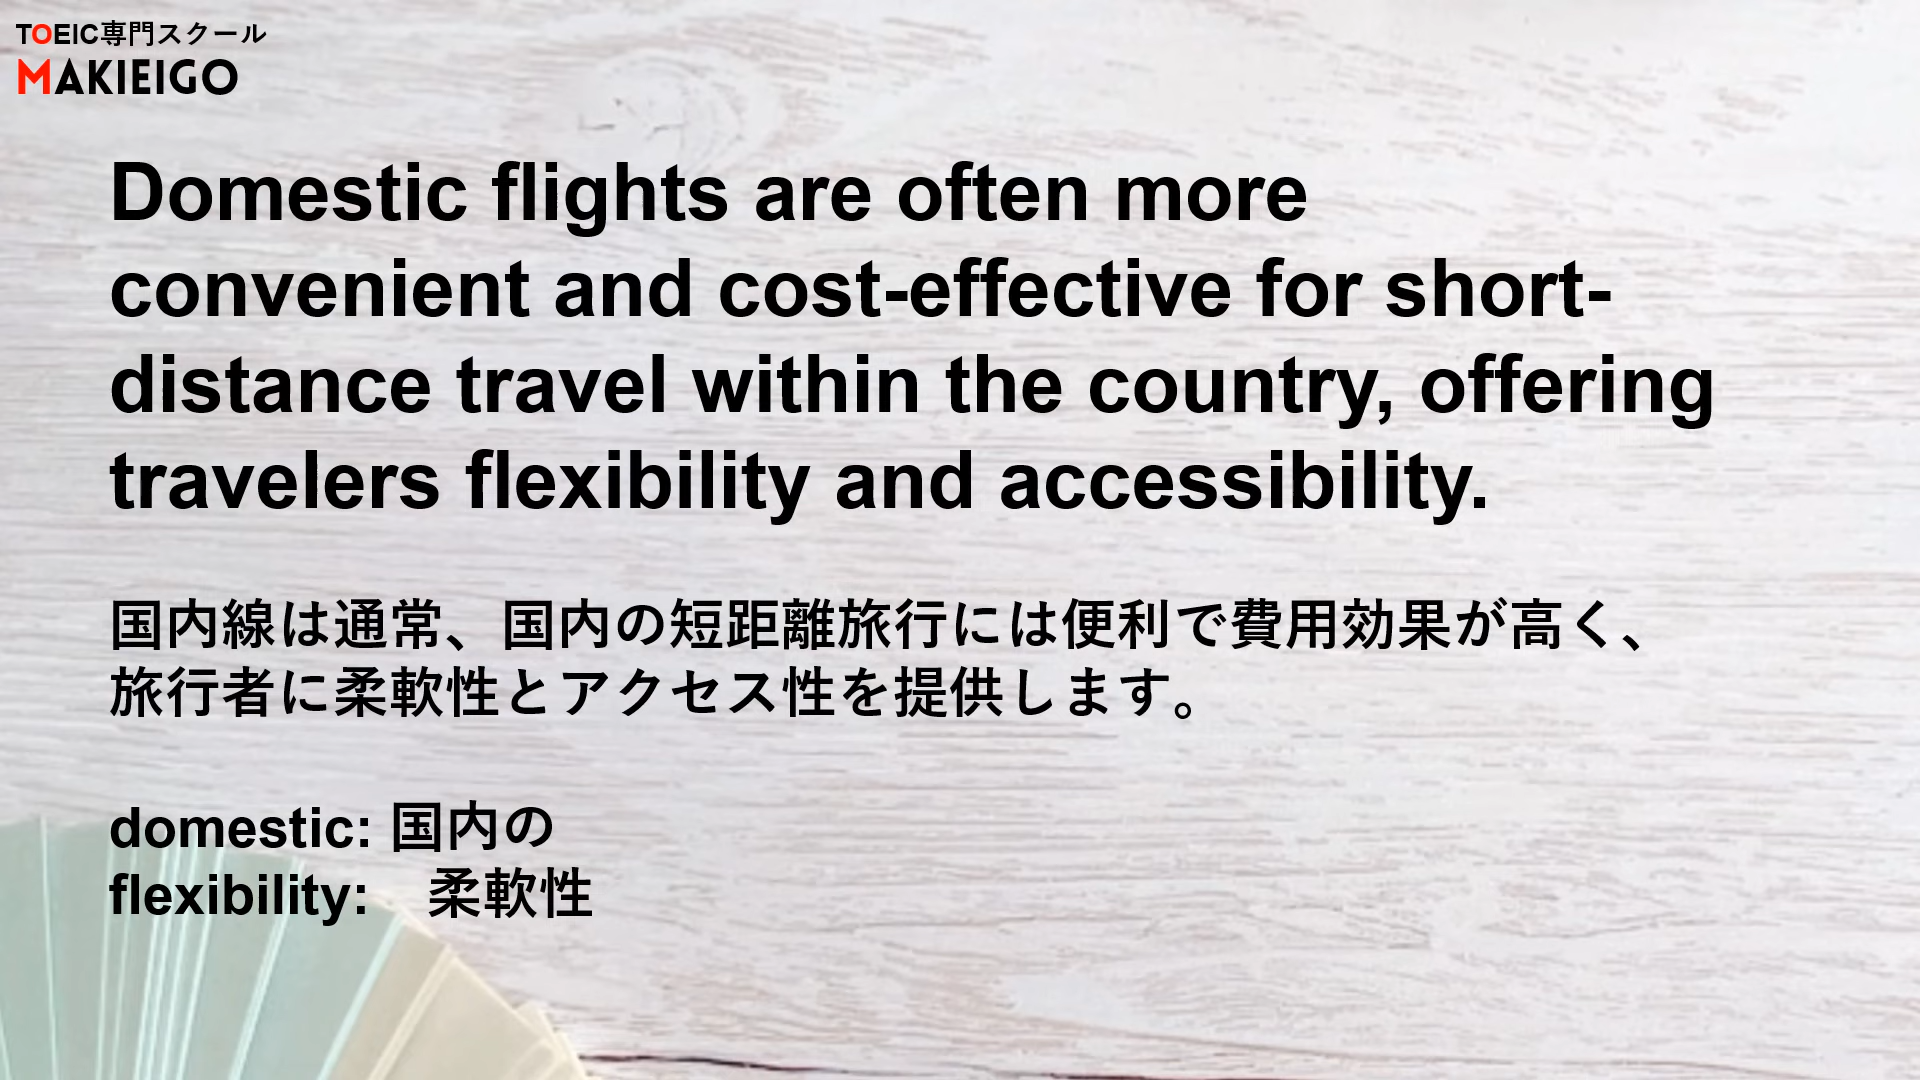 TOEIC専門スクール
MAKIEIGO
Domestic flights are often more
convenient and cost-effective for short-
distance travel within the country, offering
travelers flexibility and accessibility.
国内線は通常、国内の短距離旅行には便利で費用効果が高く、
旅行者に柔軟性とアクセス性を提供します。
domestic: 国内の
flexibility:　柔軟性